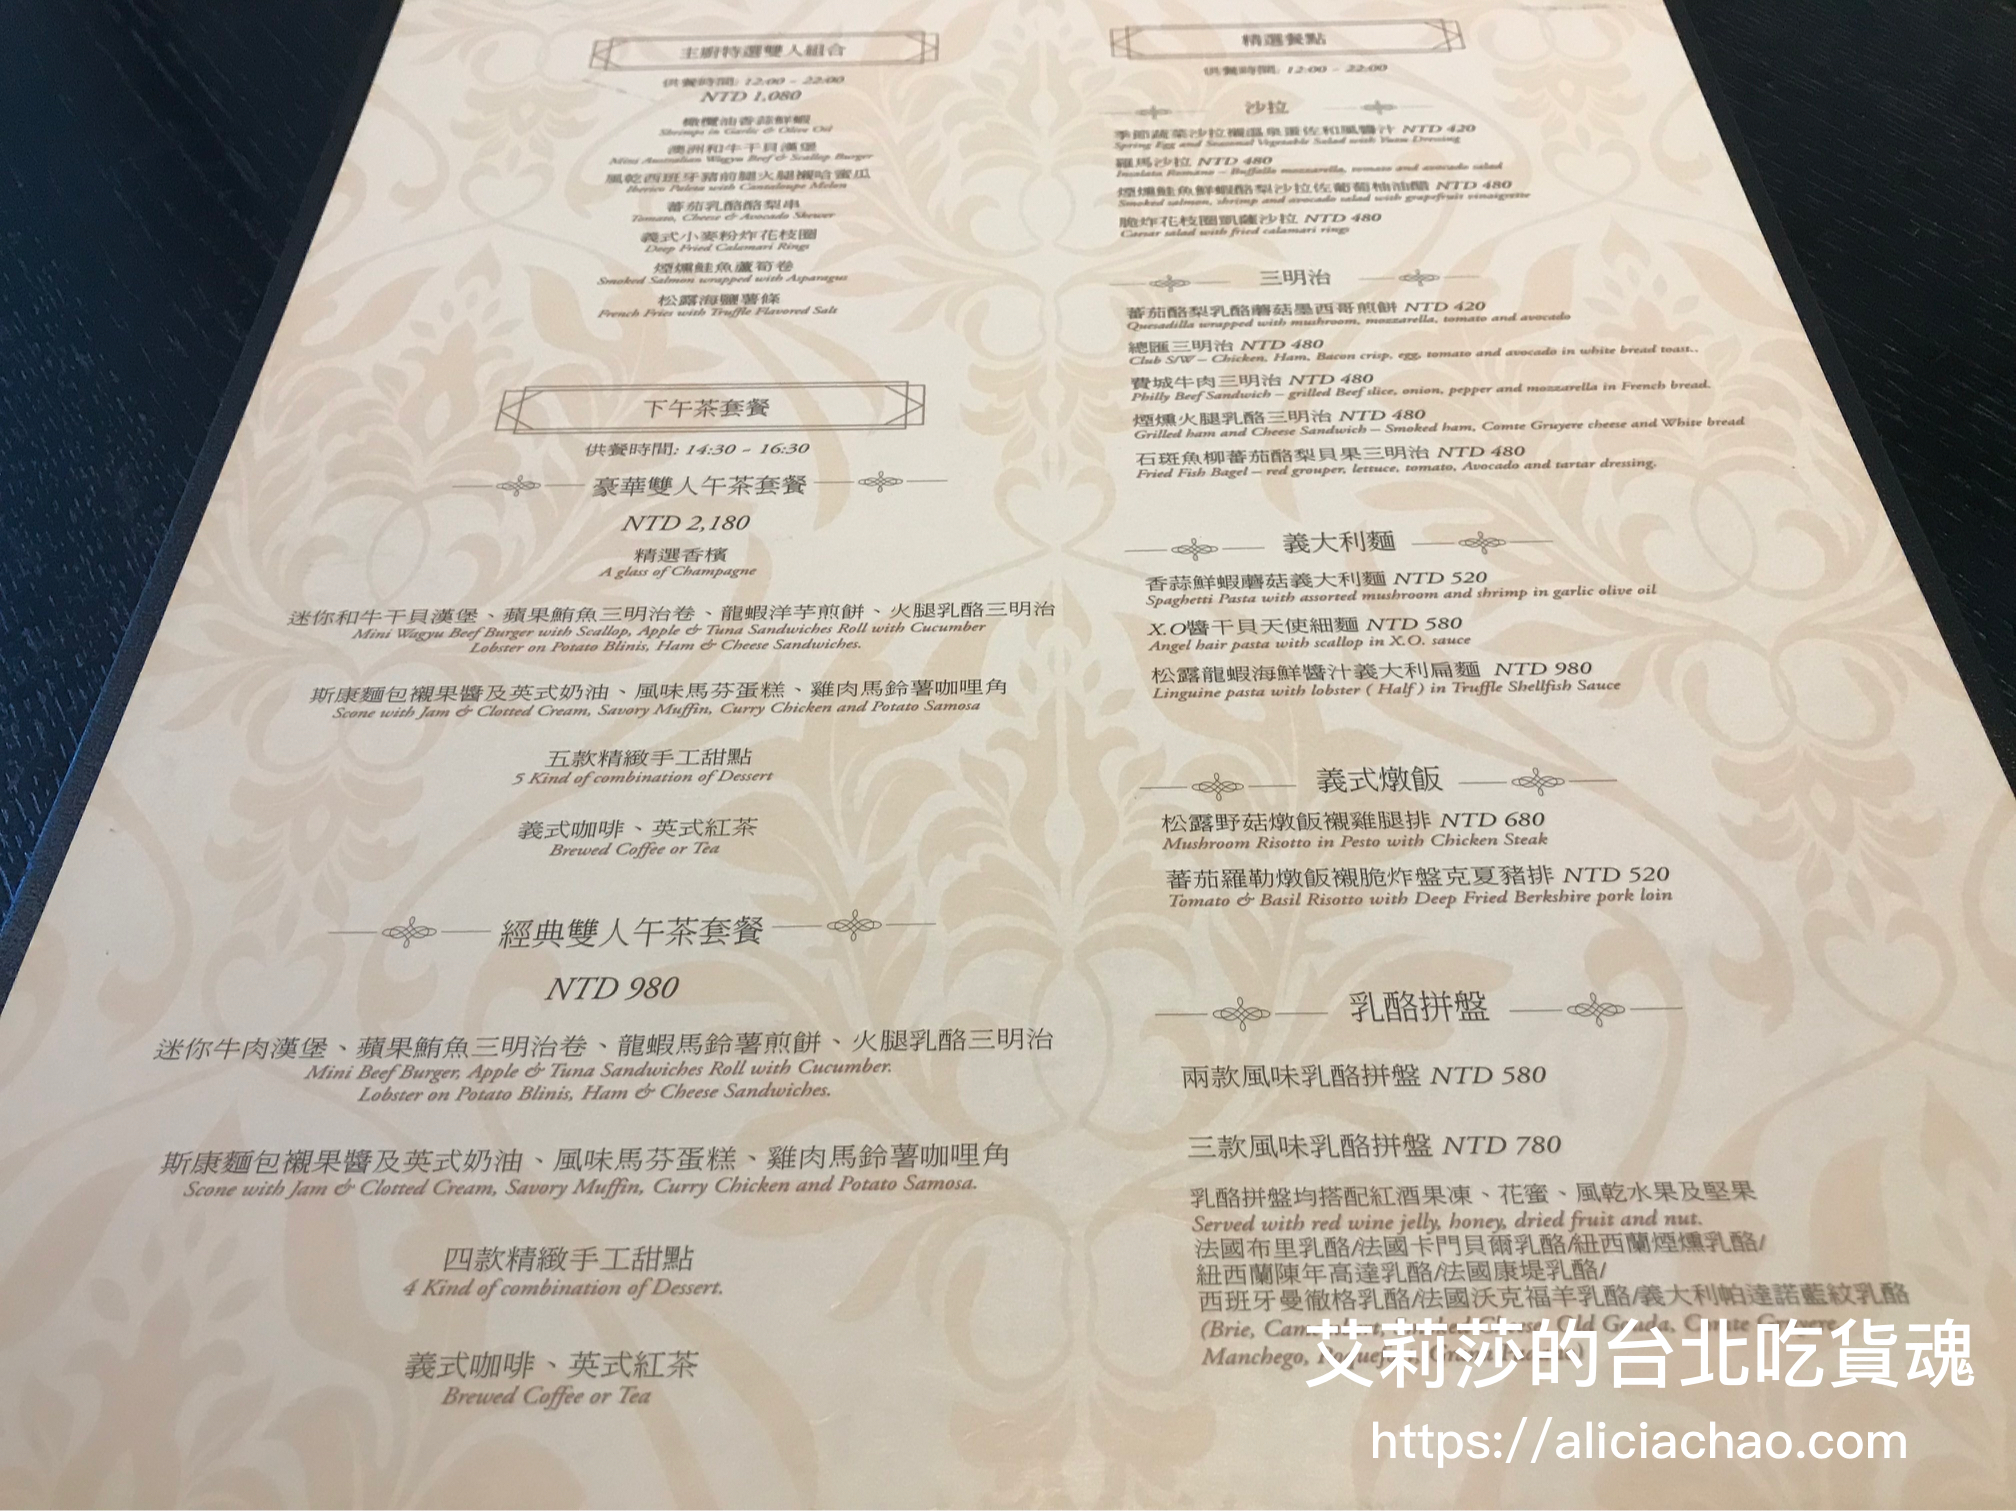 主廚特選雙人組合
供餐時間: 12:00 - 22:00
NTD 1,080
橄欖油香蒜鮮蝦
Shrimps in Garlic & Olive Oil
澳洲和牛干貝漢堡
Mini Australian Wagyu Beef & Scallop Burger
風乾西班牙豬前腿火腿襯哈蜜瓜
Iberico Paleta with Cantaloupe Melon
蕃茄乳酪酪梨串
Tomato, Cheese & Avocado Skewer
義式小麥粉炸花枝圈
Deep Fried Calamari Rings
煙燻鮭魚蘆筍卷
Smoked Salmon wrapped with Asparagus
松露海鹽薯條
French Fries with Truffle Flavored Salt
下午茶套餐
供餐時間: 14:30 - 16:30
豪華雙人午茶套餐
NTD 2,180
精選香檳
A glass of Champagne
迷你和牛干貝漢堡、蘋果鮪魚三明治卷、龍蝦洋芋煎餅、火腿乳酪三明治
Mini Wagyu Beef Burger with Scallop, Apple & Tuna Sandwiches Roll with Cucumber
Lobster on Potato Blinis, Ham & Cheese Sandwiches.
斯康麵包襯果醬及英式奶油、風味馬芬蛋糕、雞肉馬鈴薯咖哩角
Scone with Jam & Clotted Cream, Savory Muffin, Curry Chicken and Potato Samosa
五款精緻手工甜點
5 Kind of combination of Dessert
義式咖啡、英式紅茶
Brewed Coffee or Tea
經典雙人午茶套餐
NTD 980
迷你牛肉漢堡、蘋果鮪魚三明治卷、龍蝦馬鈴薯煎餅、火腿乳酪三明治
Mini Beef Burger, Apple & Tuna Sandwiches Roll with Cucumber.
Lobster on Potato Blinis, Ham & Cheese Sandwiches.
斯康麵包襯果醬及英式奶油、風味馬芬蛋糕、雞肉馬鈴薯咖哩角
Scone with Jam & Clotted Cream, Savory Muffin, Curry Chicken and Potato Samosa.
四款精緻手工甜點
4 Kind of combination of Dessert.
義式咖啡、英式紅茶
Brewed Coffee or Tea
精選餐點
供餐時間: 12:00 - 22:00
沙拉
季節蔬菜沙拉襯溫泉蛋佐和風醬汁 NTD 420
Spring Egg and Seasonal Vegetable Salad with Yuzu Dressing
羅馬沙拉 NTD 480
Insalata Romano – Buffalo mozzarella, tomato and avocado salad
煙燻鮭魚鮮蝦酪梨沙拉佐葡萄柚油醋 NTD 480
Smoked salmon, shrimp and avocado salad with grapefruit vinaigrette
脆炸花枝圈凱薩沙拉 NTD 480
Caesar salad with fried calamari rings
三明治
蕃茄酪梨乳酪蘑菇墨西哥煎餅 NTD 420
Quesadilla wrapped with mushroom, mozzarella, tomato and avocado
總匯三明治 NTD 480
Club S/W – Chicken, Ham, Bacon crisp, egg, tomato and avocado in white bread toast..
費城牛肉三明治 NTD 480
Philly Beef Sandwich – grilled Beef slice, onion, pepper and mozzarella in French bread.
煙燻火腿乳酪三明治 NTD 480
Grilled ham and Cheese Sandwich – Smoked ham, Comte Gruyere cheese and White bread
石斑魚柳蕃茄酪梨貝果三明治 NTD 480
Fried Fish Bagel – red grouper, lettuce, tomato, Avocado and tartar dressing.
義大利麵
香蒜鮮蝦蘑菇義大利麵 NTD 520
Spaghetti Pasta with assorted mushroom and shrimp in garlic olive oil
X.O醬干貝天使細麵 NTD 580
Angel hair pasta with scallop in X.O. sauce
松露龍蝦海鮮醬汁義大利扁麵 NTD 980
Linguine pasta with lobster ( Half ) in Truffle Shellfish Sauce
義式燉飯
松露野菇燉飯襯雞腿排 NTD 680
Mushroom Risotto in Pesto with Chicken Steak
蕃茄羅勒燉飯襯脆炸盤克夏豬排 NTD 520
Tomato & Basil Risotto with Deep Fried Berkshire pork loin
乳酪拼盤
兩款風味乳酪拼盤 NTD 580
三款風味乳酪拼盤 NTD 780
乳酪拼盤均搭配紅酒果凍、花蜜、風乾水果及堅果
Served with red wine jelly, honey, dried fruit and nut.
法國布里乳酪/法國卡門貝爾乳酪/紐西蘭煙燻乳酪/
紐西蘭陳年高達乳酪/法國康堤乳酪/
西班牙曼徹格乳酪/法國沃克福羊乳酪/義大利帕達諾藍紋乳酪
(Brie, Old Gouda, Comte Gruyere,
Manchego,
艾莉莎的台北吃貨魂
https://aliciachao.com